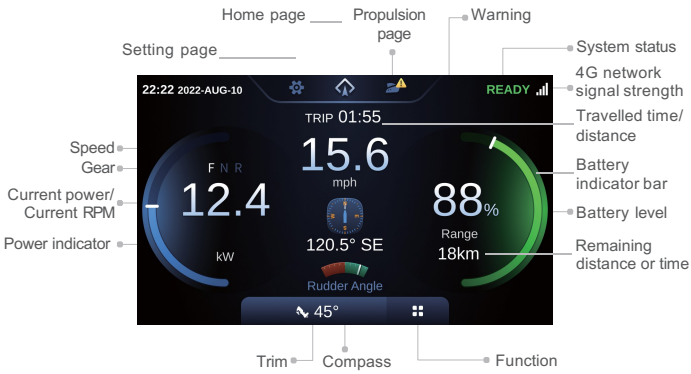 Home page
Propulsion
page
Warning
Setting page
System status
4G network
signal strength
22:22 2022-AUG-10
READY
TRIP 01:55
Travelled time/
distance
Speed
Gear
Current power/
Current RPM
Power indicator
F N R
12.4
kW
15.6
mph
120.5° SE
Rudder Angle
88%
Range
18km
Battery
indicator bar
Battery level
Remaining
distance or time
45°
Trim
Compass
Function